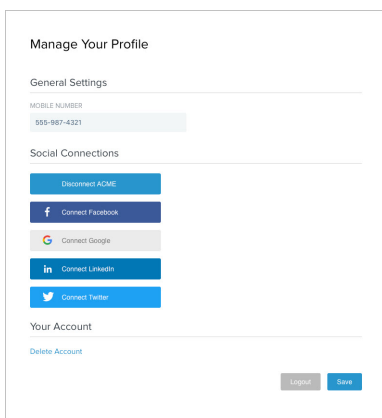 Manage Your Profile
General Settings
MOBILE NUMBER
555-987-4321
Social Connections
Disconnect ACME
f Connect Facebook
G Connect Google
in Connect LinkedIn
Connect Twitter
Your Account
Delete Account
Logout Save